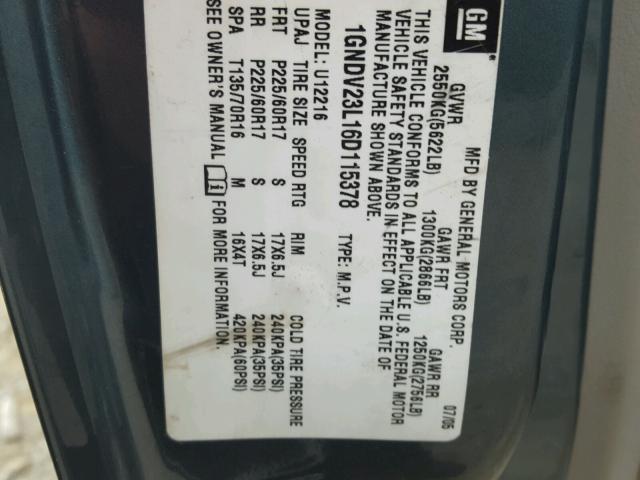 GM
MFD BY GENERAL MOTORS CORP. 07/05
GVWR GAWR FRT GAWR RR
2550KG(5622LB) 1300KG(2866LB) 1250KG(2756LB)
THIS VEHICLE CONFORMS TO ALL APPLICABLE U.S. FEDERAL MOTOR
VEHICLE SAFETY STANDARDS IN EFFECT ON THE DATE OF
MANUFACTURE SHOWN ABOVE.
1GNDV23L16D115378 TYPE: M.P.V.
MODEL: U12216
UPAJ TIRE SIZE SPEED RTG RIM COLD TIRE PRESSURE
FRT P225/60R17 S 17X6.5J 240KPA(35PSI)
RR P225/60R17 S 17X6.5J 240KPA(35PSI)
SPA T135/70R16 M 16X4T 420KPA(60PSI)
SEE OWNER'S MANUAL FOR MORE INFORMATION.